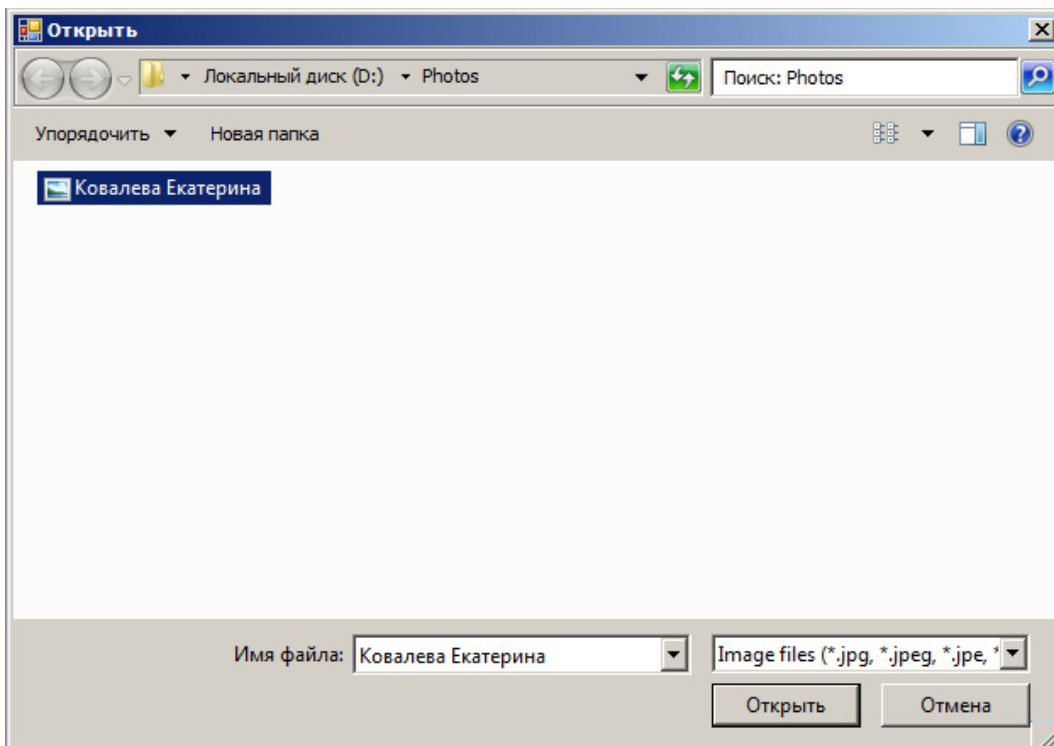 Открыть
Локальный диск (D:) Photos Поиск: Photos
Упорядочить Новая папка
Ковалева Екатерина
Имя файла: Ковалева Екатерина Image files (*.jpg, *.jpeg, *.jpe, *
Открыть Отмена